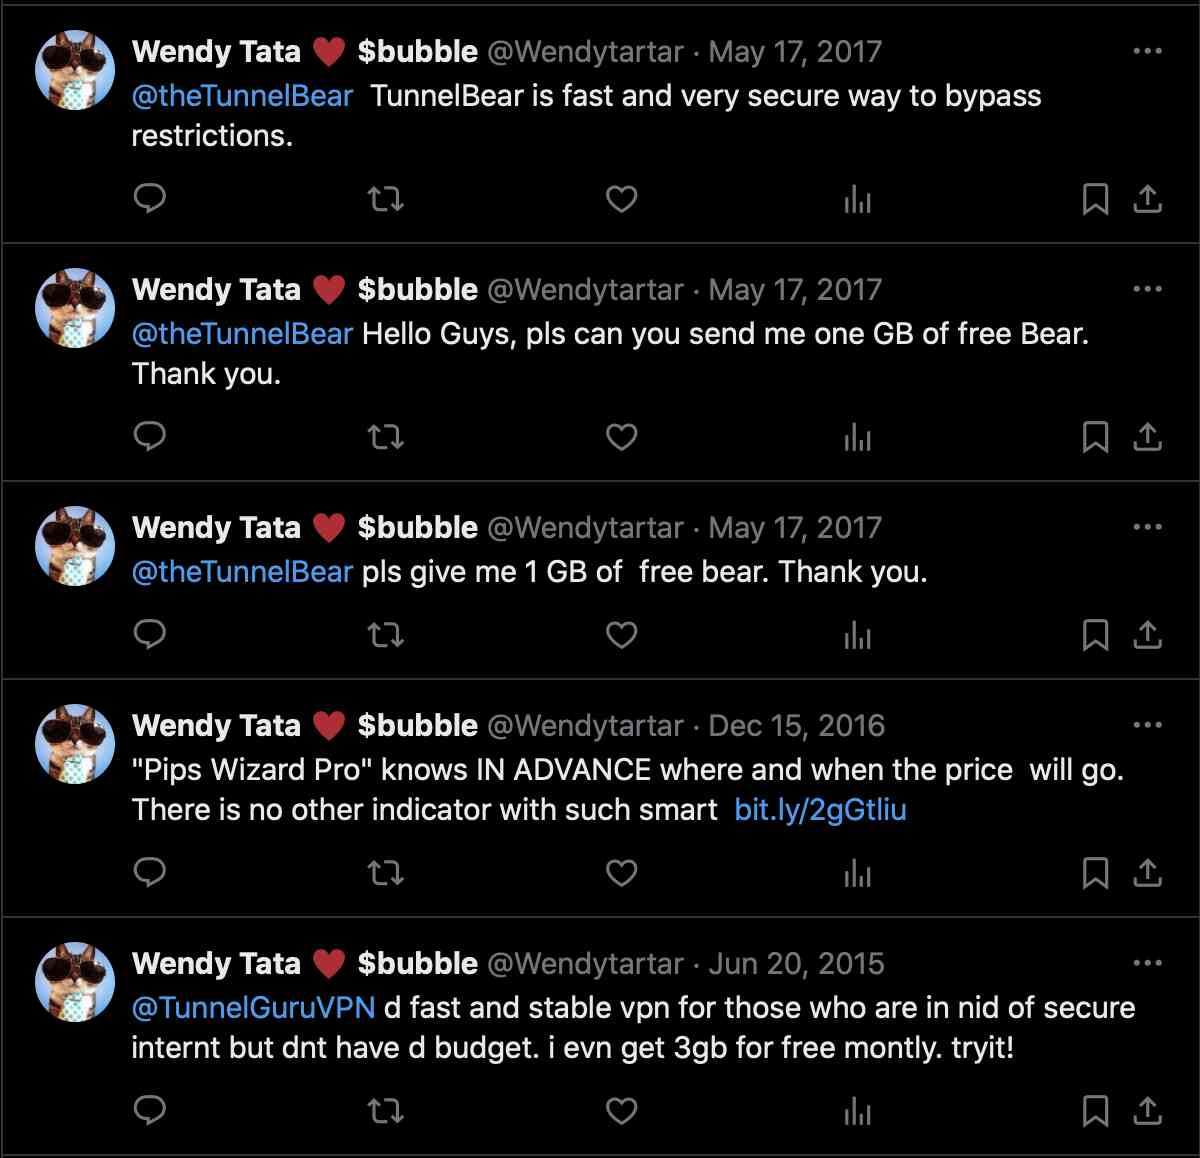 Wendy Tata ❤️ $bubble @Wendytartar · May 17, 2017
@theTunnelBear  TunnelBear is fast and very secure way to bypass
restrictions.
Wendy Tata ❤️ $bubble @Wendytartar · May 17, 2017
@theTunnelBear Hello Guys, pls can you send me one GB of free Bear.
Thank you.
Wendy Tata ❤️ $bubble @Wendytartar · May 17, 2017
@theTunnelBear pls give me 1 GB of  free bear. Thank you.
Wendy Tata ❤️ $bubble @Wendytartar · Dec 15, 2016
"Pips Wizard Pro" knows IN ADVANCE where and when the price  will go.
There is no other indicator with such smart  bit.ly/2gGtliu
Wendy Tata ❤️ $bubble @Wendytartar · Jun 20, 2015
@TunnelGuruVPN d fast and stable vpn for those who are in nid of secure
internt but dnt have d budget. i evn get 3gb for free montly. tryit!